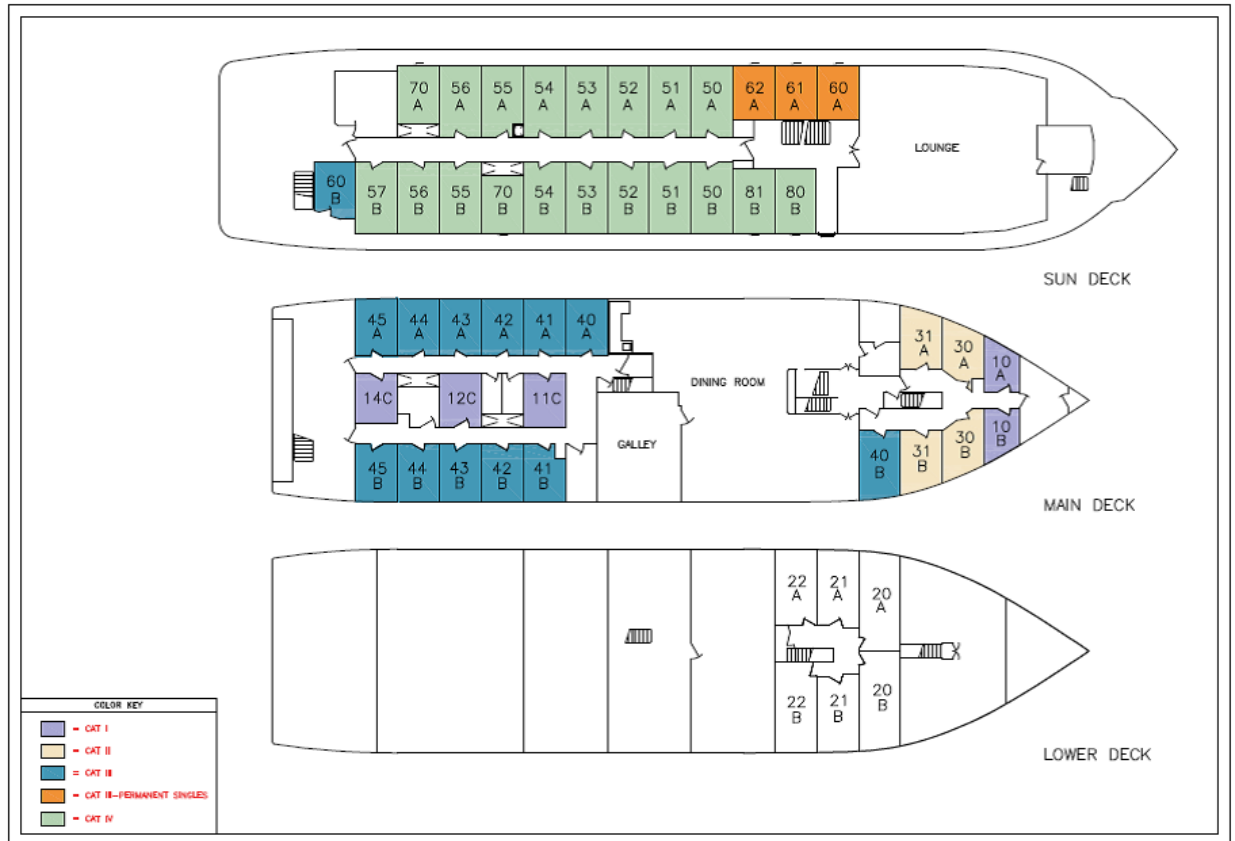 70 56 55 54 53 52 51 50 62 61 60
A A A A A A A A A A A
LOUNGE
60
B
57 56 55 70 54 53 52 51 50 81 80
B B B B B B B B B B B
SUN DECK
45 44 43 42 41 40
A A A A A A
31 30 10
A A A
14C 12C 11C
DINING ROOM
GALLEY
45 44 43 42 41
B B B B B
40 31 30 10
B B B B
MAIN DECK
22 21 20
A A A
22 21 20
B B B
LOWER DECK
COLOR KEY
= CAT I
= CAT II
= CAT III
= CAT III-PERMANENT SINGLES
= CAT IV